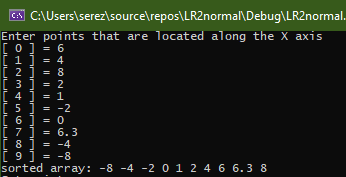 C:\Users\serez\source\repos\LR2normal\Debug\LR2normal.
Enter points that are located along the X axis
[ 0 ] = 6
[ 1 ] = 4
[ 2 ] = 8
[ 3 ] = 2
[ 4 ] = 1
[ 5 ] = -2
[ 6 ] = 0
[ 7 ] = 6.3
[ 8 ] = -4
[ 9 ] = -8
sorted array: -8 -4 -2 0 1 2 4 6 6.3 8